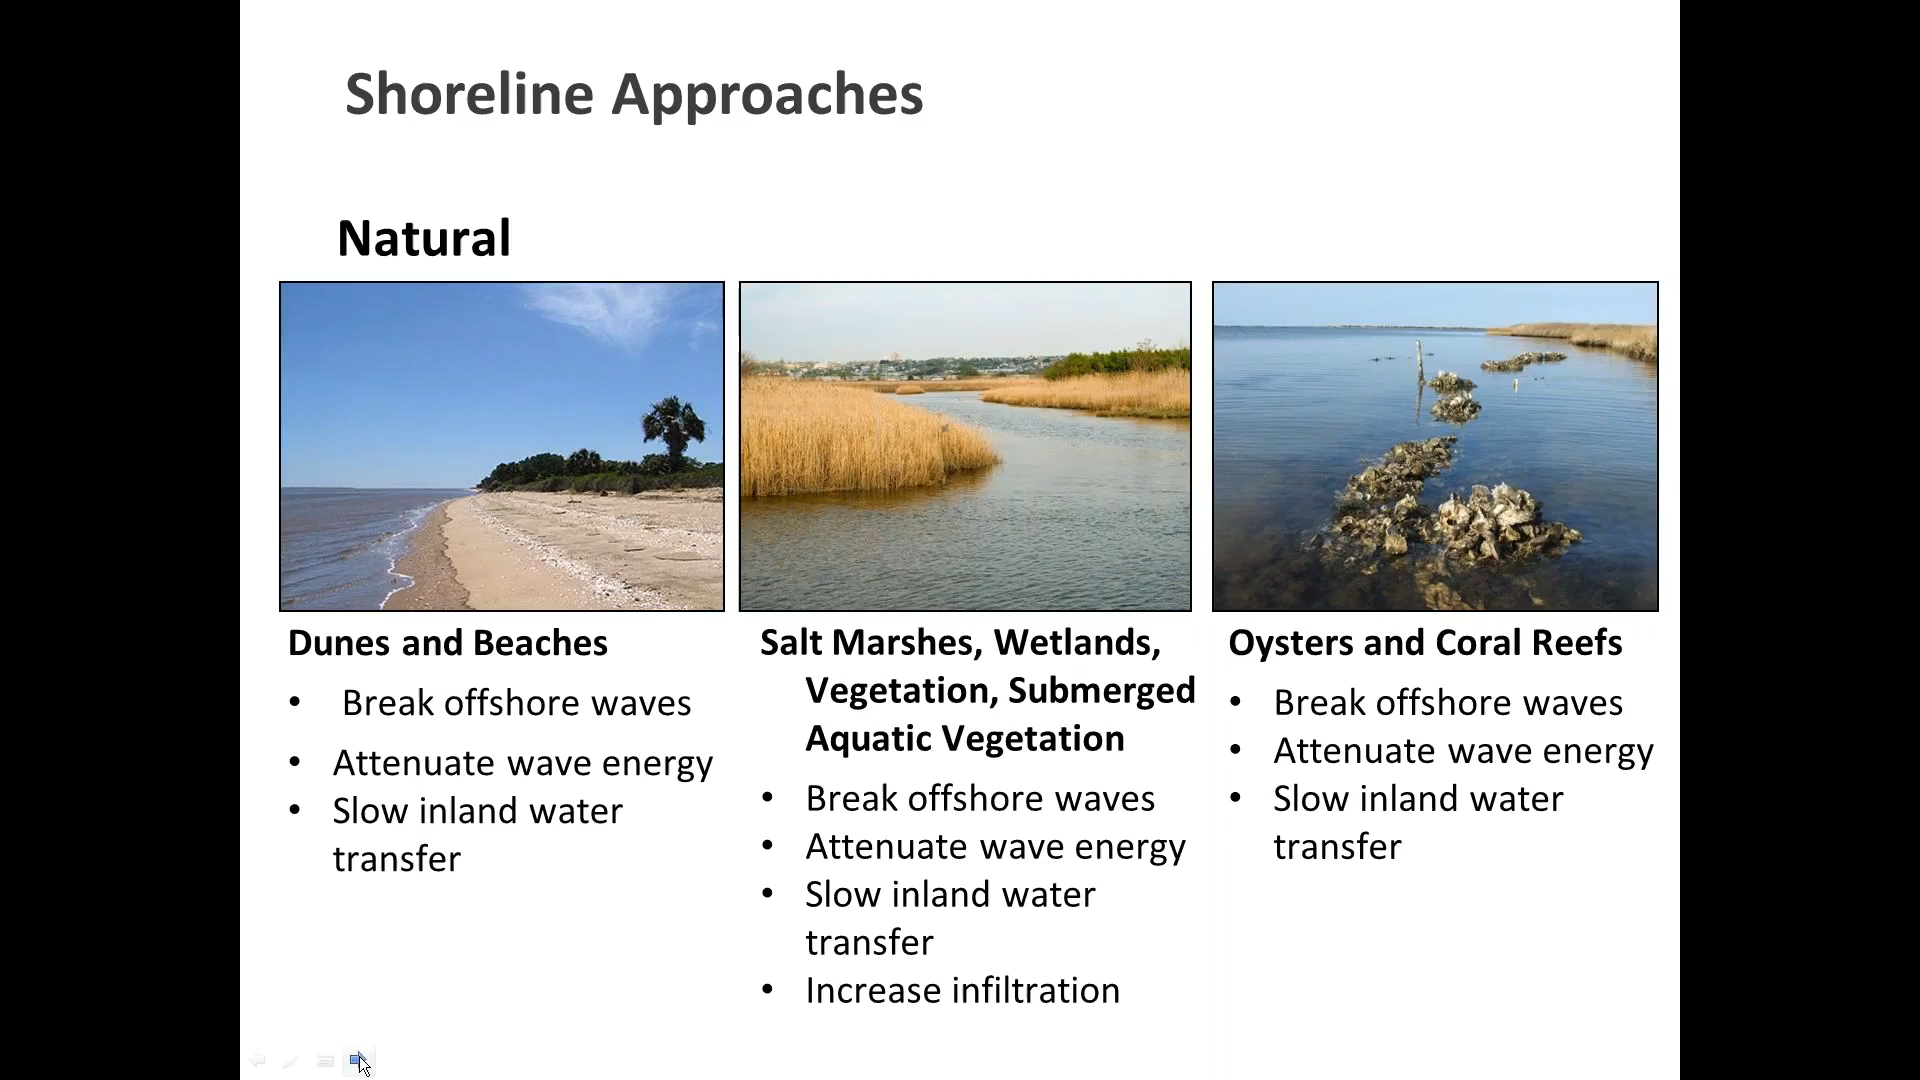 Shoreline Approaches
Natural
Dunes and Beaches
• Break offshore waves
• Attenuate wave energy
• Slow inland water
transfer
Salt Marshes, Wetlands,
Vegetation, Submerged
Aquatic Vegetation
• Break offshore waves
• Attenuate wave energy
• Slow inland water
transfer
• Increase infiltration
Oysters and Coral Reefs
• Break offshore waves
• Attenuate wave energy
• Slow inland water
transfer